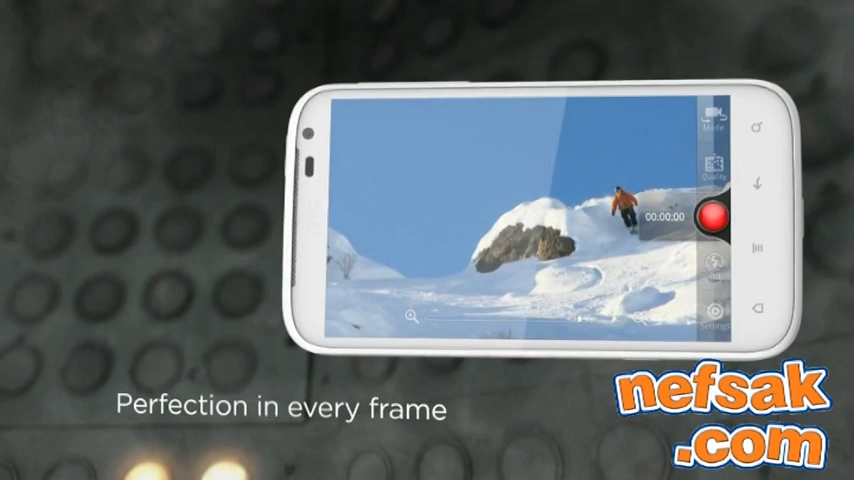 Mode
Quality
00:00:00
Settings
Perfection in every frame
nefsak
.com